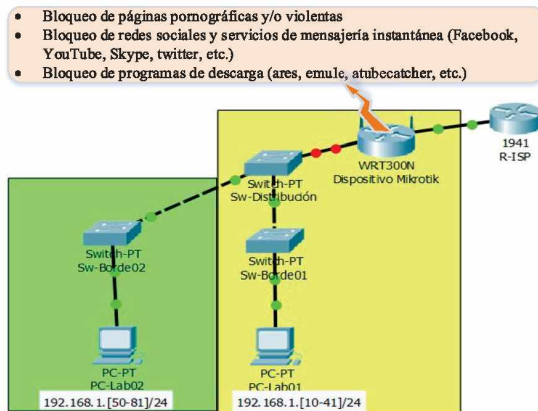 • Bloqueo de páginas pornográficas y/o violentas
• Bloqueo de redes sociales y servicios de mensajería instantánea (Facebook,
YouTube, Skype, twitter, etc.)
• Bloqueo de programas de descarga (ares, emule, atubecatcher, etc.)
1941
R-ISP
WRT300N
Dispositivo Mikrotik
Switch-PT
Sw-Distribución
Switch-PT
Sw-Borde02
Switch-PT
Sw-Borde01
PC-PT
PC-Lab02
PC-PT
PC-Lab01
192.168.1.[50-81]/24
192.168.1.[10-41]/24